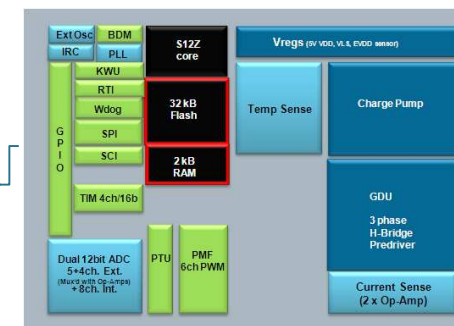 Ext Osc
BDM
IRC
PLL
S12Z
core
Vregs (5V VDD, VLS, EVDD sensor)
KWU
RTI
Wdog
SPI
SCI
TIM 4ch/16b
GPIO
32 kB
Flash
2 kB
RAM
Temp Sense
Charge Pump
GDU
3 phase
H-Bridge
Predriver
Dual 12bit ADC
5+4ch. Ext.
(Mux'd with Op-Amps)
+ 8ch. Int.
PTU
PMF
6ch PWM
Current Sense
(2 x Op-Amp)